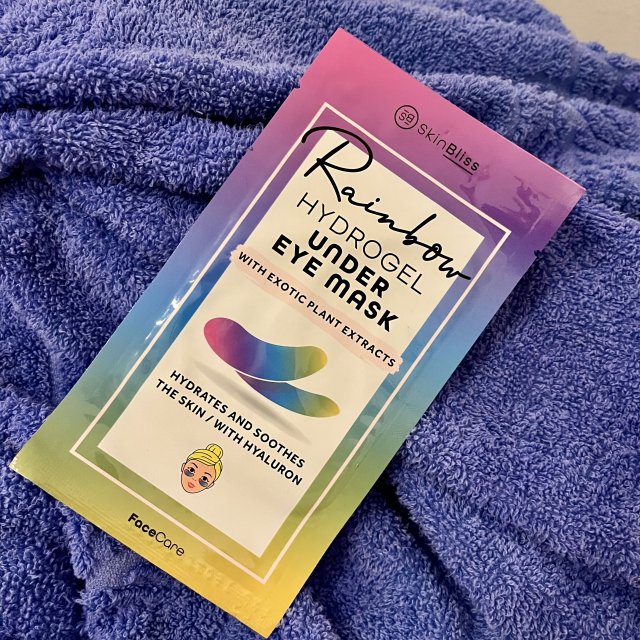 SB SkinBliss
Rainbow
HYDROGEL
UNDER
EYE MASK
WITH EXOTIC PLANT EXTRACTS
HYDRATES AND SOOTHES
THE SKIN / WITH HYALURON
FaceCare